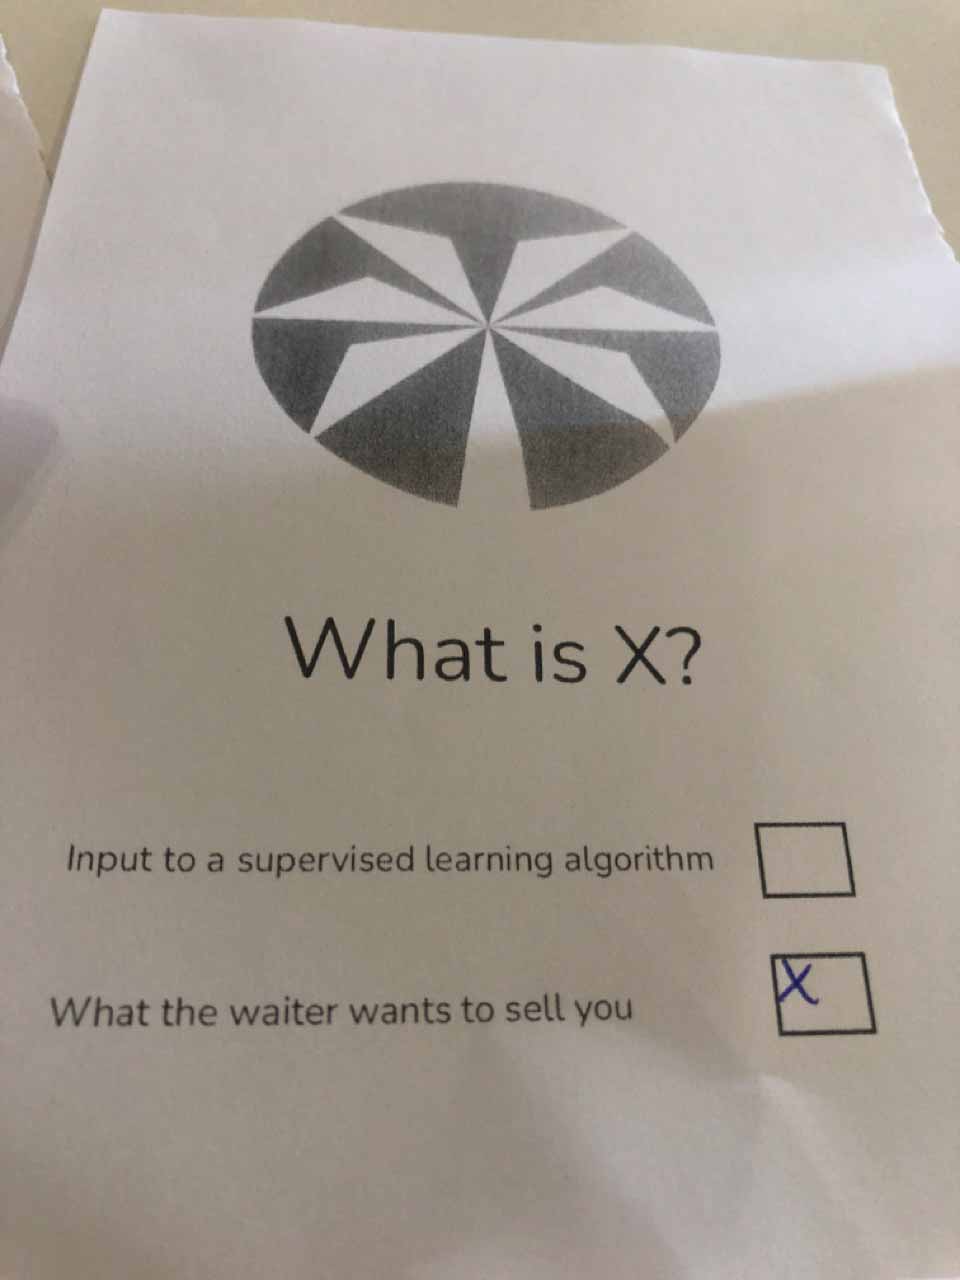 What is X?
Input to a supervised learning algorithm
What the waiter wants to sell you
X